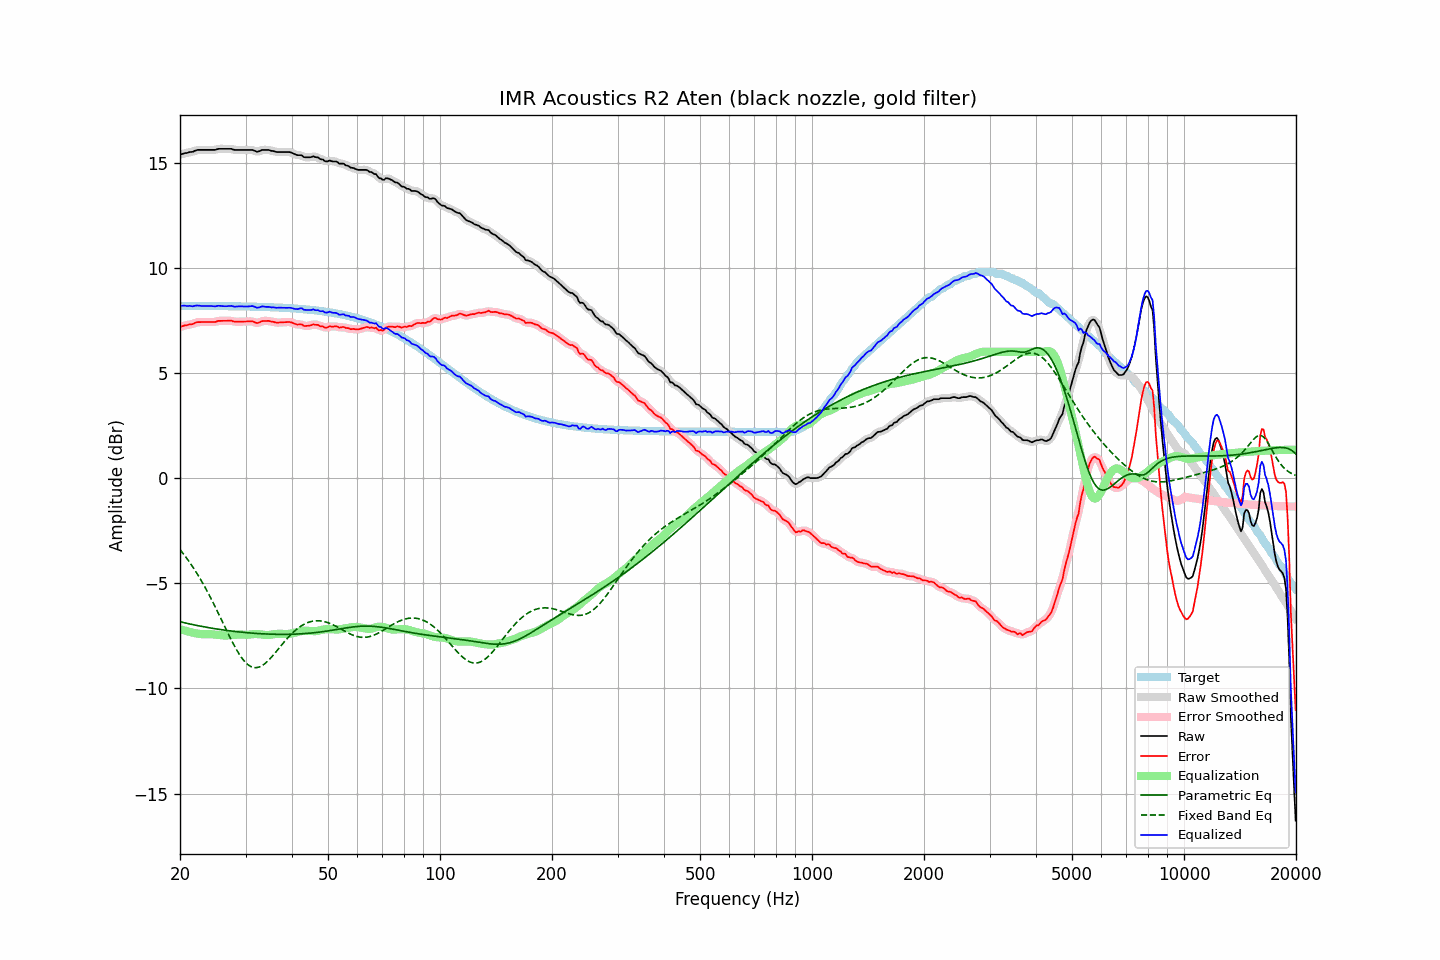 IMR Acoustics R2 Aten (black nozzle, gold filter)
Amplitude (dBr)
15
10
5
0
−5
−10
−15
20
50
100
200
500
1000
2000
5000
10000
20000
Frequency (Hz)
Target
Raw Smoothed
Error Smoothed
Raw
Error
Equalization
Parametric Eq
Fixed Band Eq
Equalized